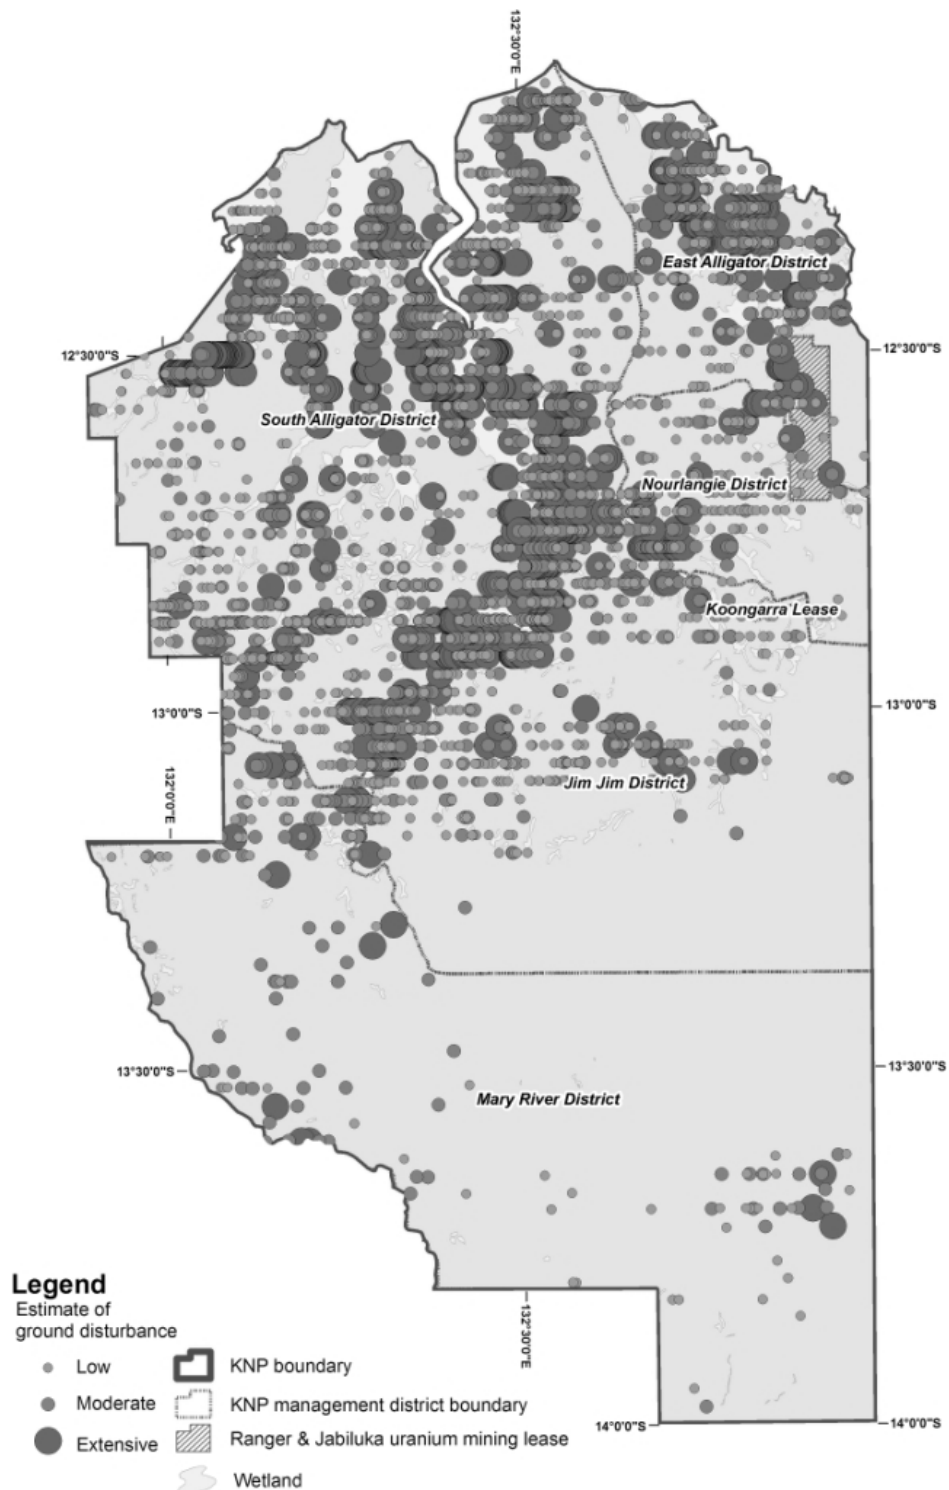 132°30'0"E
East Alligator District
12°30'0"S
12°30'0"S
South Alligator District
Nourlangie District
Koongarra Lease
13°0'0"S
13°0'0"S
132°0'0"E
Jim Jim District
13°30'0"S
13°30'0"S
Mary River District
132°30'0"E
14°0'0"S
14°0'0"S
Legend
Estimate of
ground disturbance
Low
Moderate
Extensive
KNP boundary
KNP management district boundary
Ranger & Jabiluka uranium mining lease
Wetland